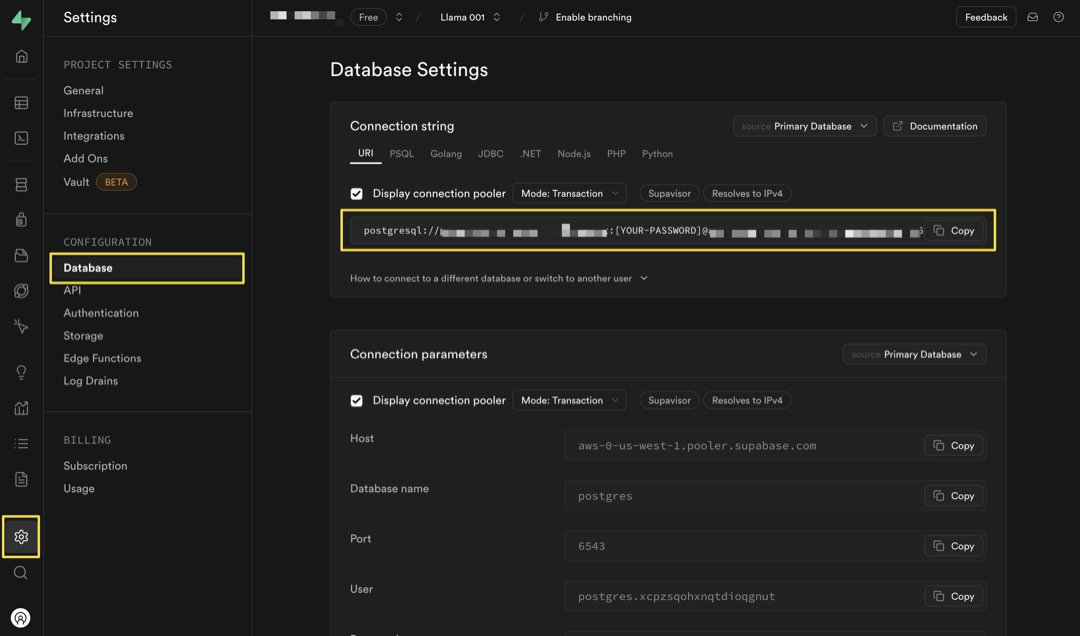 Settings
Free
Llama 001
Enable branching
Feedback
PROJECT SETTINGS
General
Infrastructure
Integrations
Add Ons
Vault BETA
CONFIGURATION
Database
API
Authentication
Storage
Edge Functions
Log Drains
BILLING
Subscription
Usage
Database Settings
Connection string
source Primary Database
Documentation
URI PSQL Golang JDBC .NET Node.js PHP Python
Display connection pooler Mode: Transaction Supavisor Resolves to IPv4
postgresql:// :[YOUR-PASSWORD]@ Copy
How to connect to a different database or switch to another user
Connection parameters
source Primary Database
Display connection pooler Mode: Transaction Supavisor Resolves to IPv4
Host
aws-0-us-west-1.pooler.supabase.com Copy
Database name
postgres Copy
Port
6543 Copy
User
postgres.xcpzsqohxnqtdioqgnut Copy